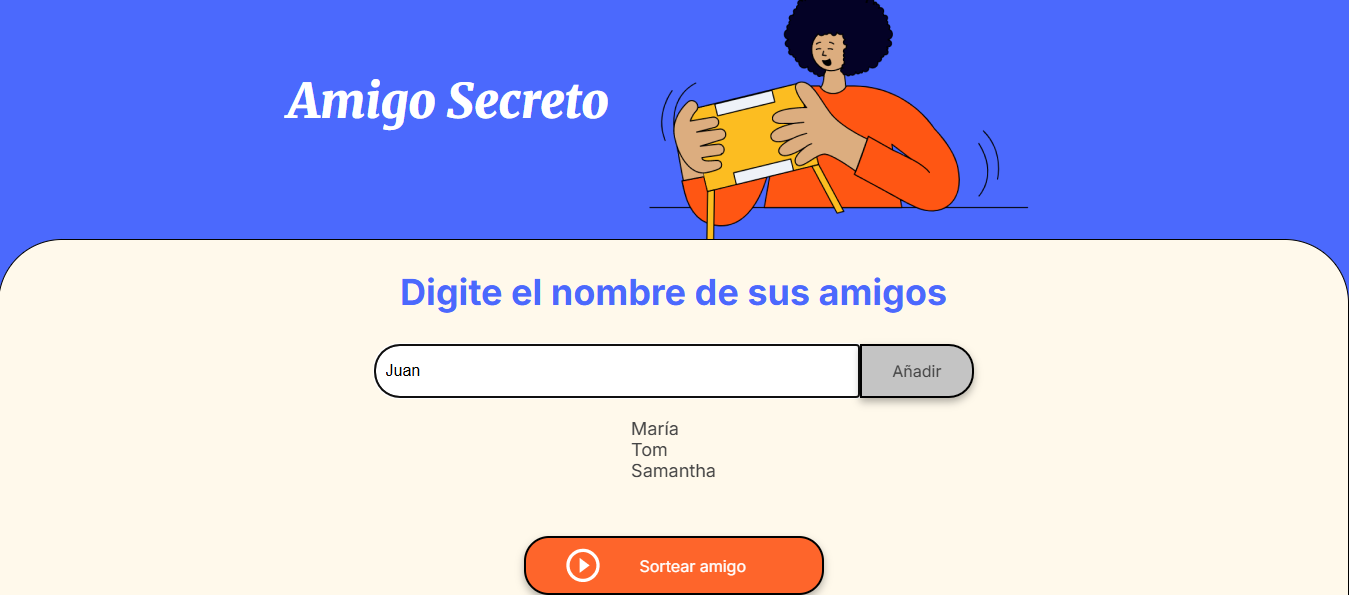 Amigo Secreto
Digite el nombre de sus amigos
Juan
Añadir
María
Tom
Samantha
Sortear amigo